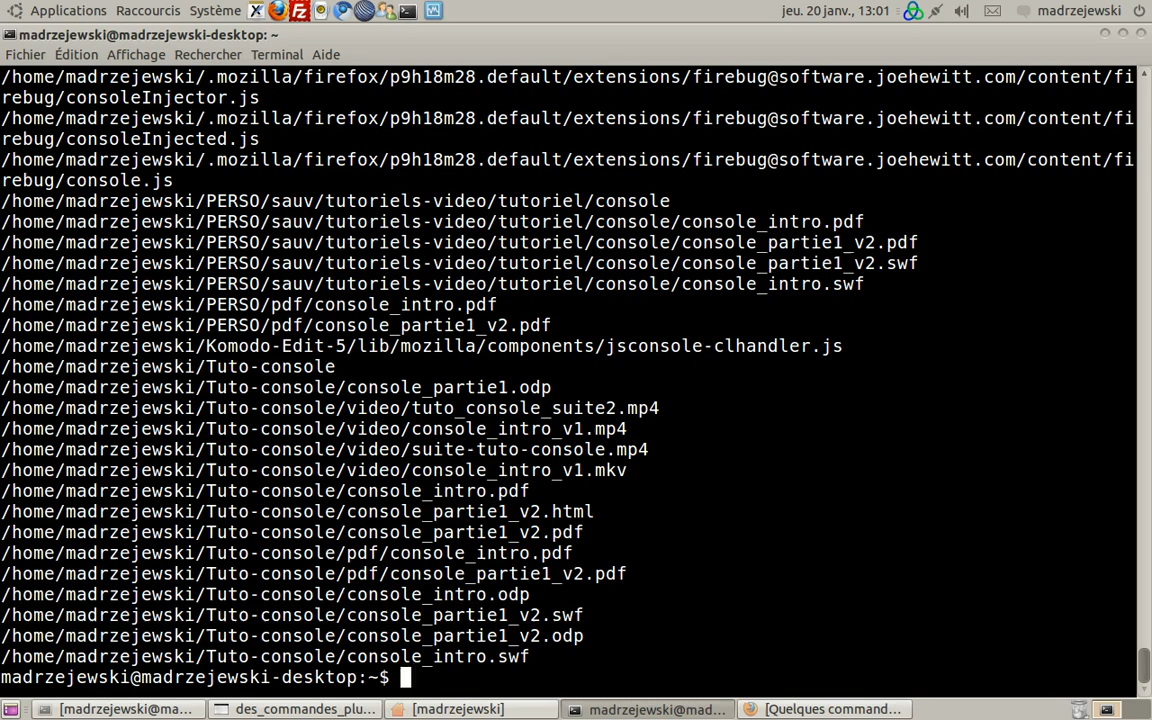 Applications Raccourcis Système jeu. 20 janv., 13:01 madrzejewski
madrzejewski@madrzejewski-desktop: ~
Fichier Édition Affichage Rechercher Terminal Aide
/home/madrzejewski/.mozilla/firefox/p9h18m28.default/extensions/firebug@software.joehewitt.com/content/fi
rebug/consoleInjector.js
/home/madrzejewski/.mozilla/firefox/p9h18m28.default/extensions/firebug@software.joehewitt.com/content/fi
rebug/consoleInjected.js
/home/madrzejewski/.mozilla/firefox/p9h18m28.default/extensions/firebug@software.joehewitt.com/content/fi
rebug/console.js
/home/madrzejewski/PERSO/sauv/tutoriels-video/tutoriel/console
/home/madrzejewski/PERSO/sauv/tutoriels-video/tutoriel/console/console_intro.pdf
/home/madrzejewski/PERSO/sauv/tutoriels-video/tutoriel/console/console_partie1_v2.pdf
/home/madrzejewski/PERSO/sauv/tutoriels-video/tutoriel/console/console_partie1_v2.swf
/home/madrzejewski/PERSO/sauv/tutoriels-video/tutoriel/console/console_intro.swf
/home/madrzejewski/PERSO/pdf/console_intro.pdf
/home/madrzejewski/PERSO/pdf/console_partie1_v2.pdf
/home/madrzejewski/Komodo-Edit-5/lib/mozilla/components/jsconsole-clhandler.js
/home/madrzejewski/Tuto-console
/home/madrzejewski/Tuto-console/console_partie1.odp
/home/madrzejewski/Tuto-console/video/tuto_console_suite2.mp4
/home/madrzejewski/Tuto-console/video/console_intro_v1.mp4
/home/madrzejewski/Tuto-console/video/suite-tuto-console.mp4
/home/madrzejewski/Tuto-console/video/console_intro_v1.mkv
/home/madrzejewski/Tuto-console/console_intro.pdf
/home/madrzejewski/Tuto-console/console_partie1_v2.html
/home/madrzejewski/Tuto-console/console_partie1_v2.pdf
/home/madrzejewski/Tuto-console/pdf/console_intro.pdf
/home/madrzejewski/Tuto-console/pdf/console_partie1_v2.pdf
/home/madrzejewski/Tuto-console/console_intro.odp
/home/madrzejewski/Tuto-console/console_partie1_v2.swf
/home/madrzejewski/Tuto-console/console_partie1_v2.odp
/home/madrzejewski/Tuto-console/console_intro.swf
madrzejewski@madrzejewski-desktop:~$
[madrzejewski@ma... des_commandes_plu... [madrzejewski] madrzejewski@mad... [Quelques command...